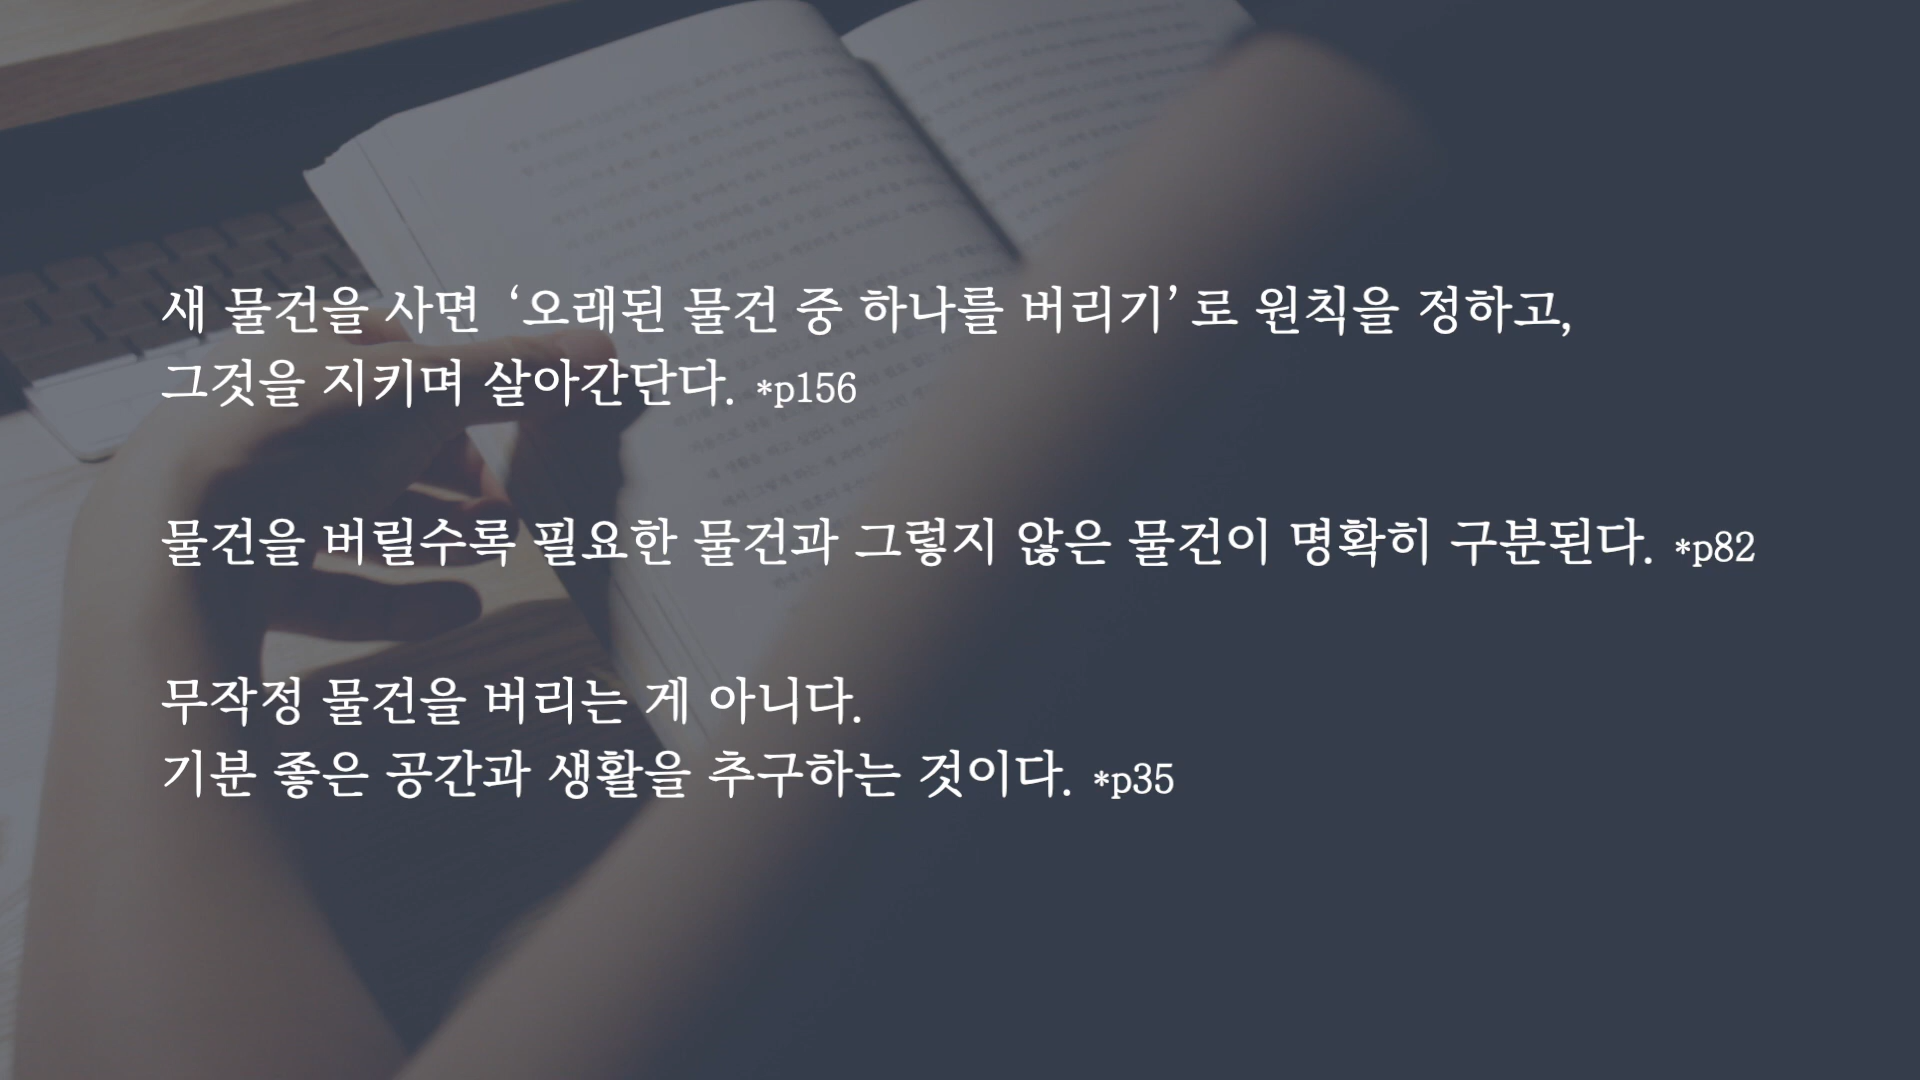 새 물건을 사면 ‘오래된 물건 중 하나를 버리기’로 원칙을 정하고,
그것을 지키며 살아간단다. *p156
물건을 버릴수록 필요한 물건과 그렇지 않은 물건이 명확히 구분된다. *p82
무작정 물건을 버리는 게 아니다.
기분 좋은 공간과 생활을 추구하는 것이다. *p35